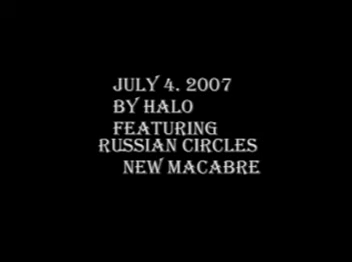 JULY 4. 2007
BY HALO
FEATURING
RUSSIAN CIRCLES
NEW MACABRE